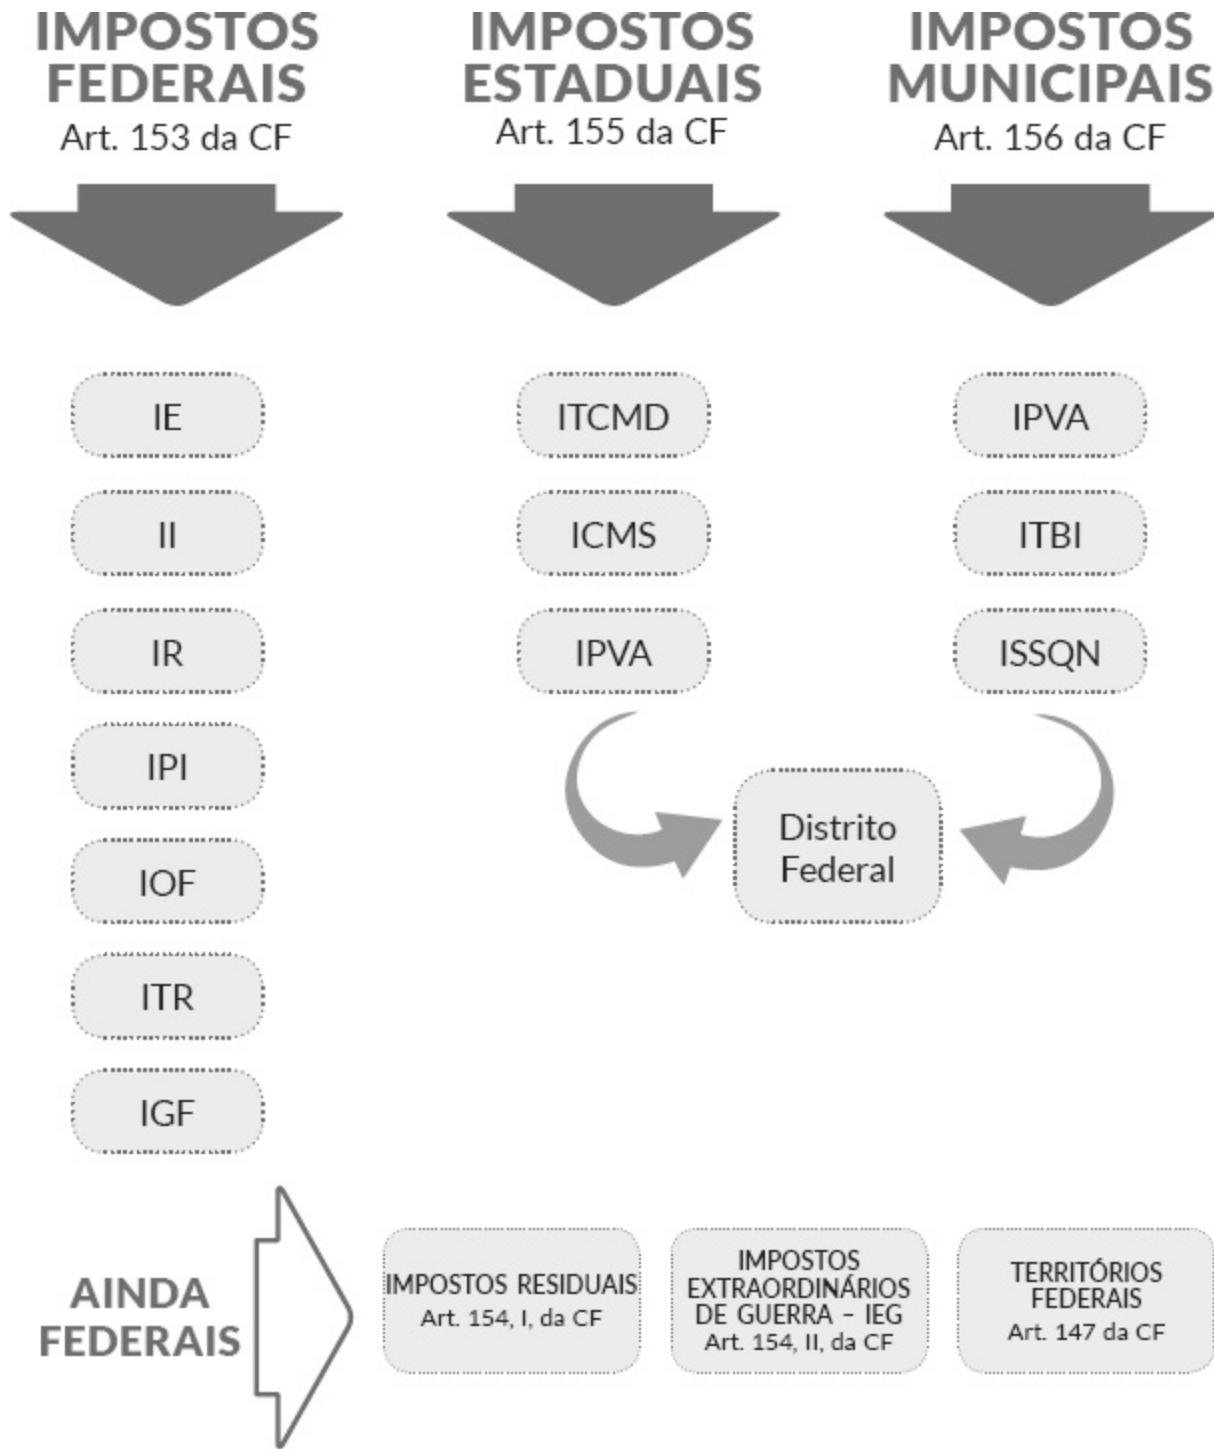 IMPOSTOS
FEDERAIS
Art. 153 da CF
IMPOSTOS
ESTADUAIS
Art. 155 da CF
IMPOSTOS
MUNICIPAIS
Art. 156 da CF
IE
II
IR
IPI
IOF
ITR
IGF
ITCMD
ICMS
IPVA
IPVA
ITBI
ISSQN
Distrito
Federal
AINDA
FEDERAIS
IMPOSTOS RESIDUAIS
Art. 154, I, da CF
IMPOSTOS
EXTRAORDINÁRIOS
DE GUERRA – IEG
Art. 154, II, da CF
TERRITÓRIOS
FEDERAIS
Art. 147 da CF